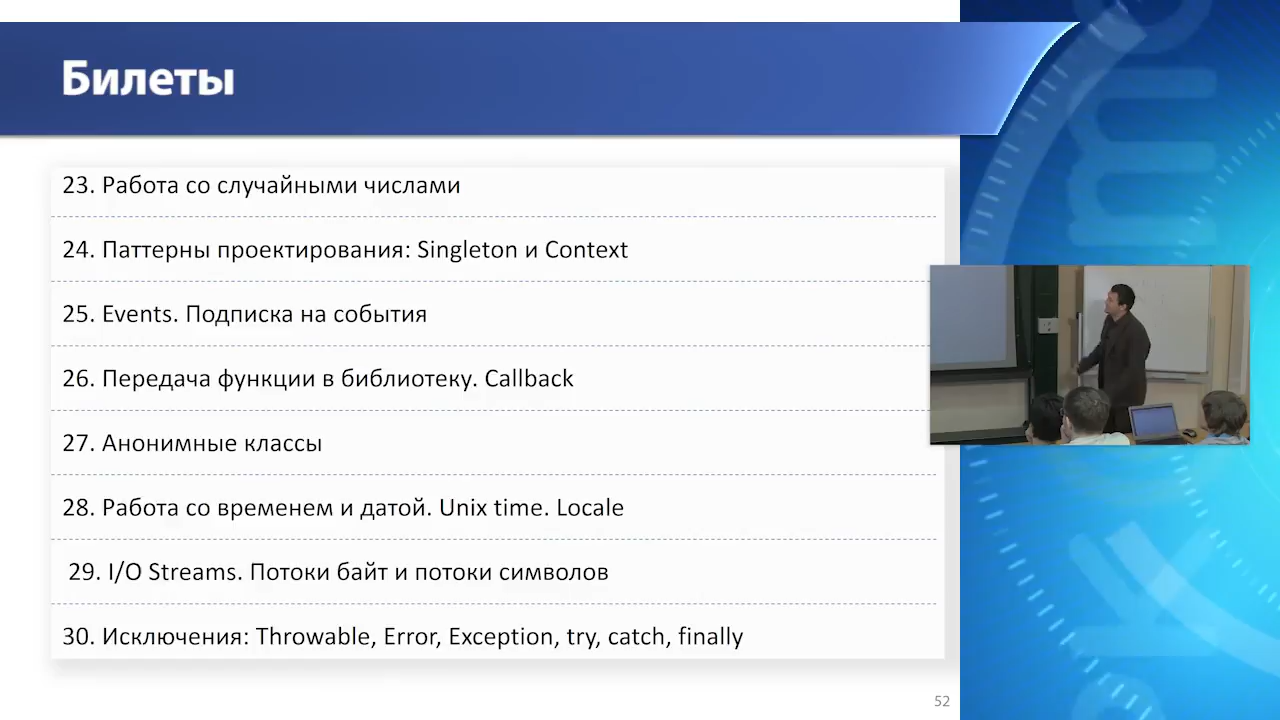 Билеты
23. Работа со случайными числами
24. Паттерны проектирования: Singleton и Context
25. Events. Подписка на события
26. Передача функции в библиотеку. Callback
27. Анонимные классы
28. Работа со временем и датой. Unix time. Locale
29. I/O Streams. Потоки байт и потоки символов
30. Исключения: Throwable, Error, Exception, try, catch, finally
52